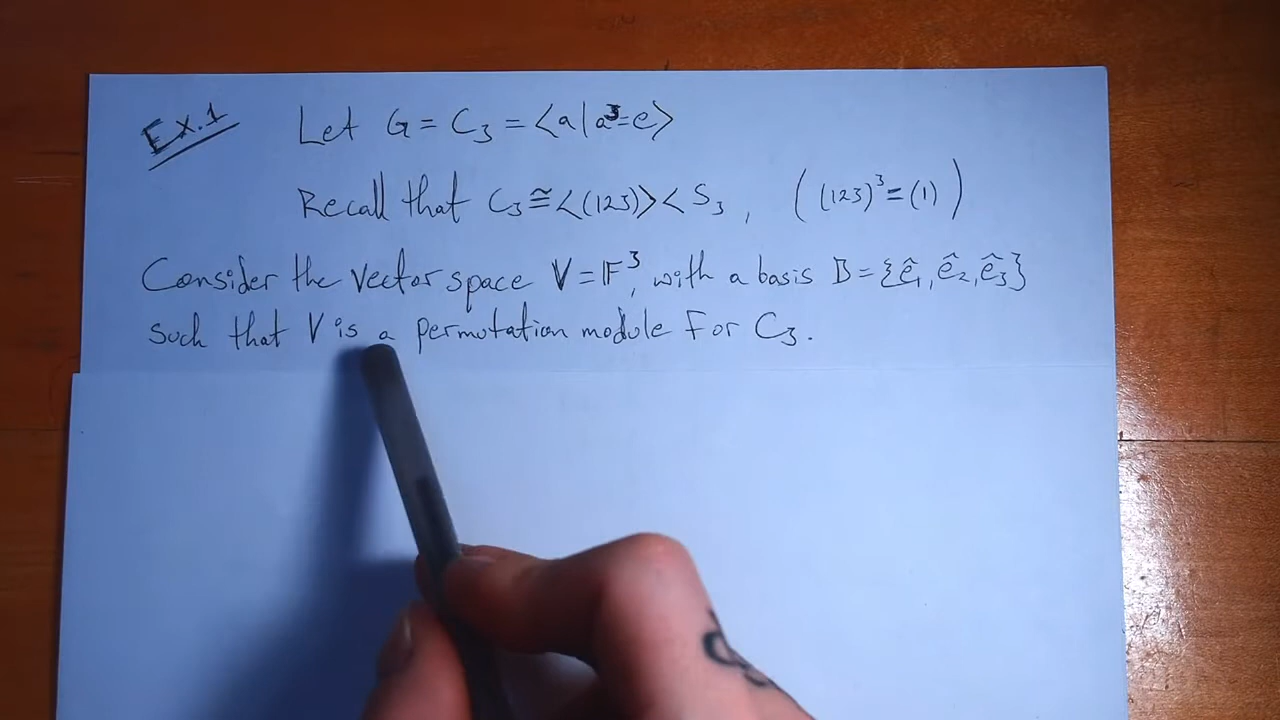 Ex.1 Let G = C₃ = ⟨a | a³=e⟩
Recall that C₃ ≅ <(123)> < S₃ , ( (123)³ = (1) )
Consider the vector space V = 𝔽³, with a basis B = {ê₁, ê₂, ê₃}
such that V is a permutation module for C₃.